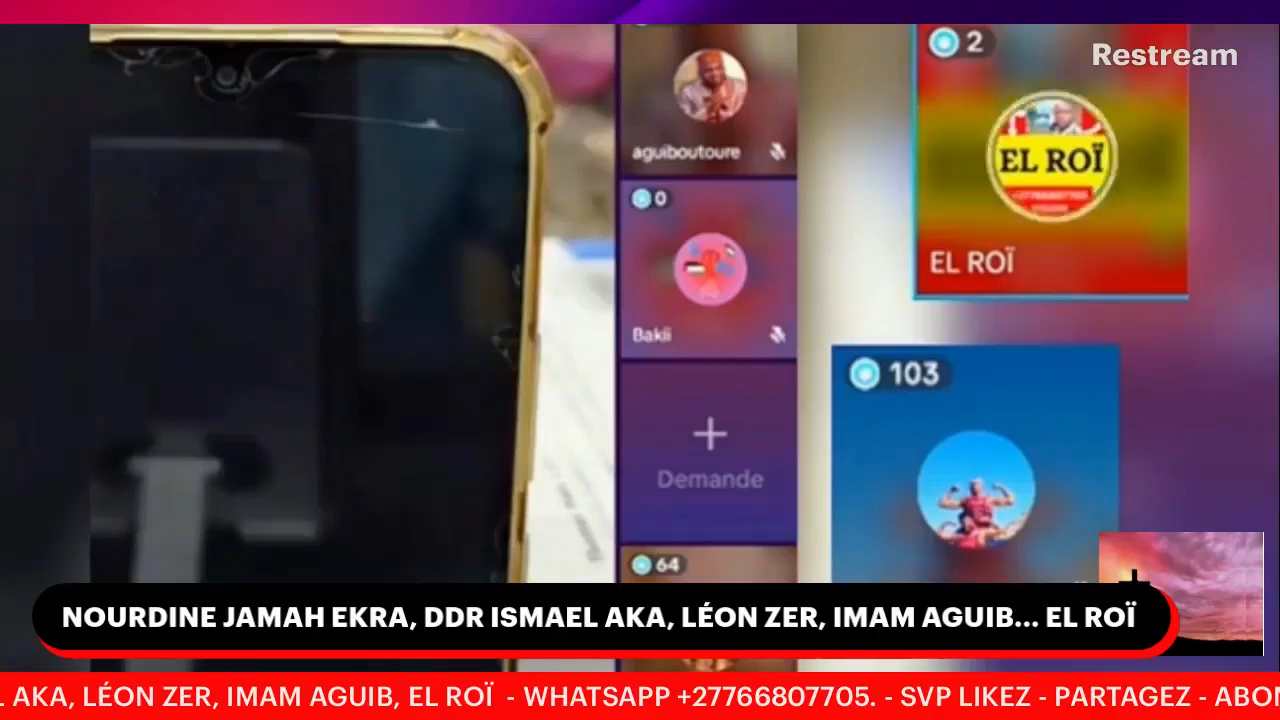 2
Restream
aguiboutoure
EL ROÏ
0
EL ROÏ
Bakii
103
Demande
64
NOURDINE JAMAH EKRA, DDR ISMAEL AKA, LÉON ZER, IMAM AGUIB... EL ROÏ
L AKA, LÉON ZER, IMAM AGUIB, EL ROÏ - WHATSAPP +27766807705. - SVP LIKEZ - PARTAGEZ - ABON